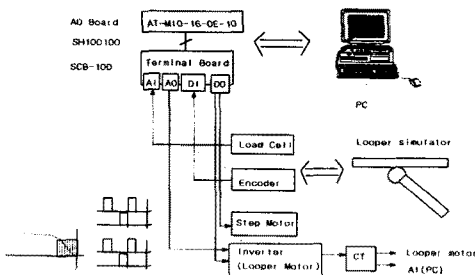 AD Board
AT-MIO-16-DE-10
SH100100
SCB-100
Terminal Board
AI
AO
DI
DO
PC
Load Cell
Looper simulator
Encoder
Step Motor
Inverter
(Looper Motor)
CT
Looper motor
AI(PC)